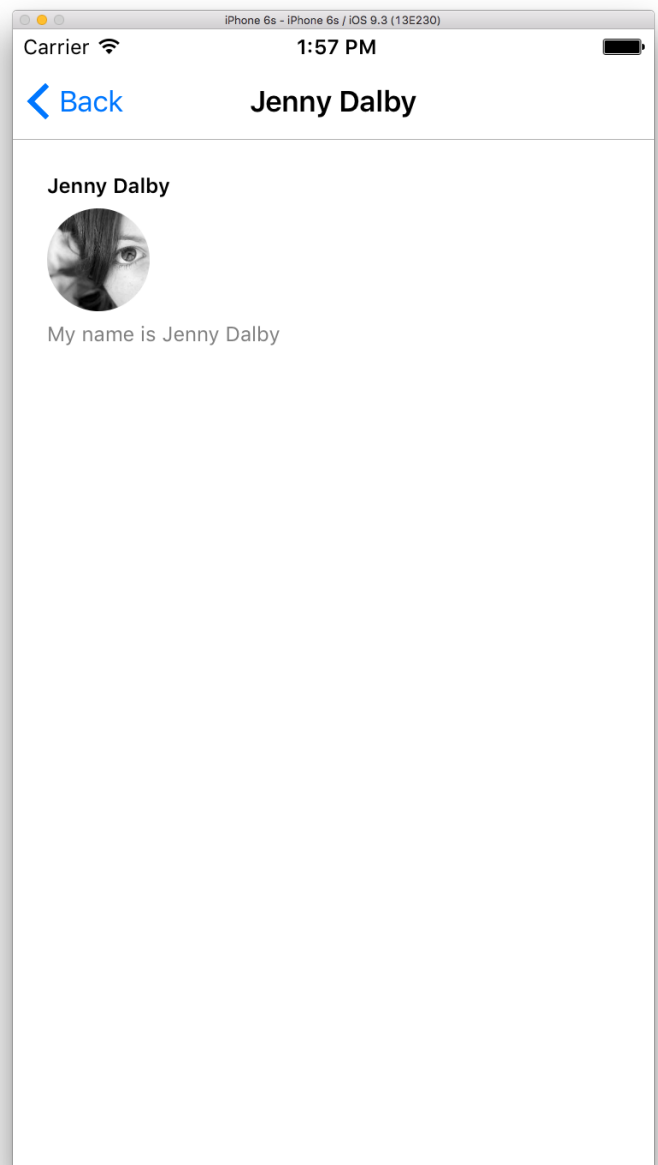 iPhone 6s - iPhone 6s / iOS 9.3 (13E230)
Carrier 1:57 PM
Back Jenny Dalby
Jenny Dalby
My name is Jenny Dalby